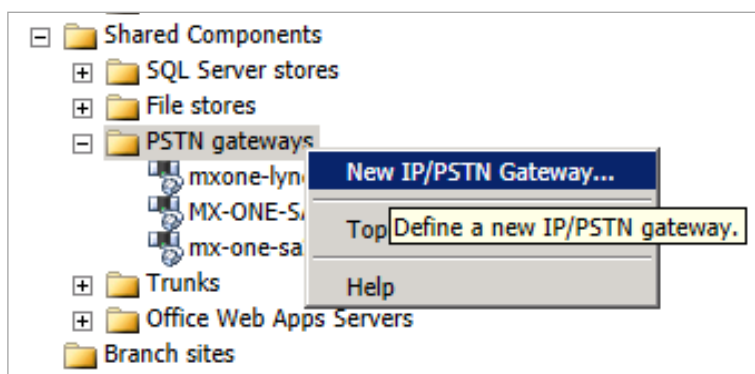 Shared Components
SQL Server stores
File stores
PSTN gateways
New IP/PSTN Gateway...
Define a new IP/PSTN gateway.
Help
Trunks
Office Web Apps Servers
Branch sites